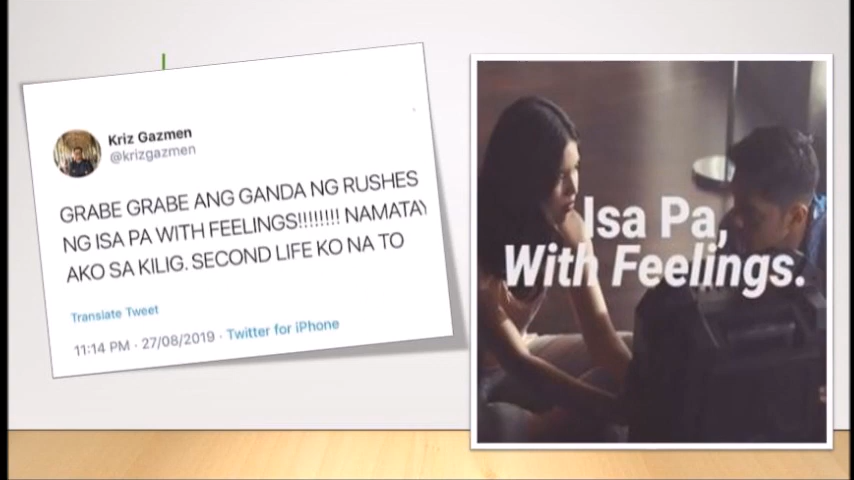 Kriz Gazmen
@krizgazmen
GRABE GRABE ANG GANDA NG RUSHES
NG ISA PA WITH FEELINGS!!!!!!!! NAMATAY
AKO SA KILIG. SECOND LIFE KO NA TO
Translate Tweet
11:14 PM · 27/08/2019 · Twitter for iPhone
Isa Pa,
With Feelings.